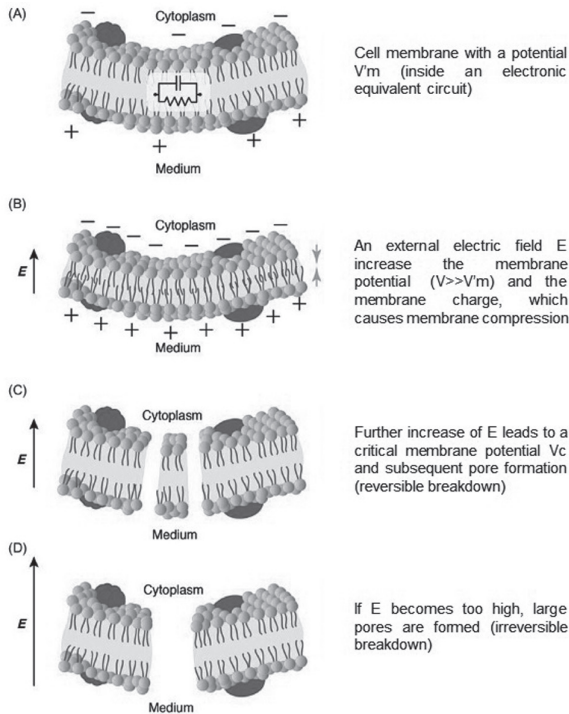 (A)
Cytoplasm
Cell membrane with a potential
V'm (inside an electronic
equivalent circuit)
Medium
(B)
Cytoplasm
E
An external electric field E
increase the membrane
potential (V>>V'm) and the
membrane charge, which
causes membrane compression
Medium
(C)
Cytoplasm
E
Further increase of E leads to a
critical membrane potential Vc
and subsequent pore formation
(reversible breakdown)
Medium
(D)
Cytoplasm
E
If E becomes too high, large
pores are formed (irreversible
breakdown)
Medium